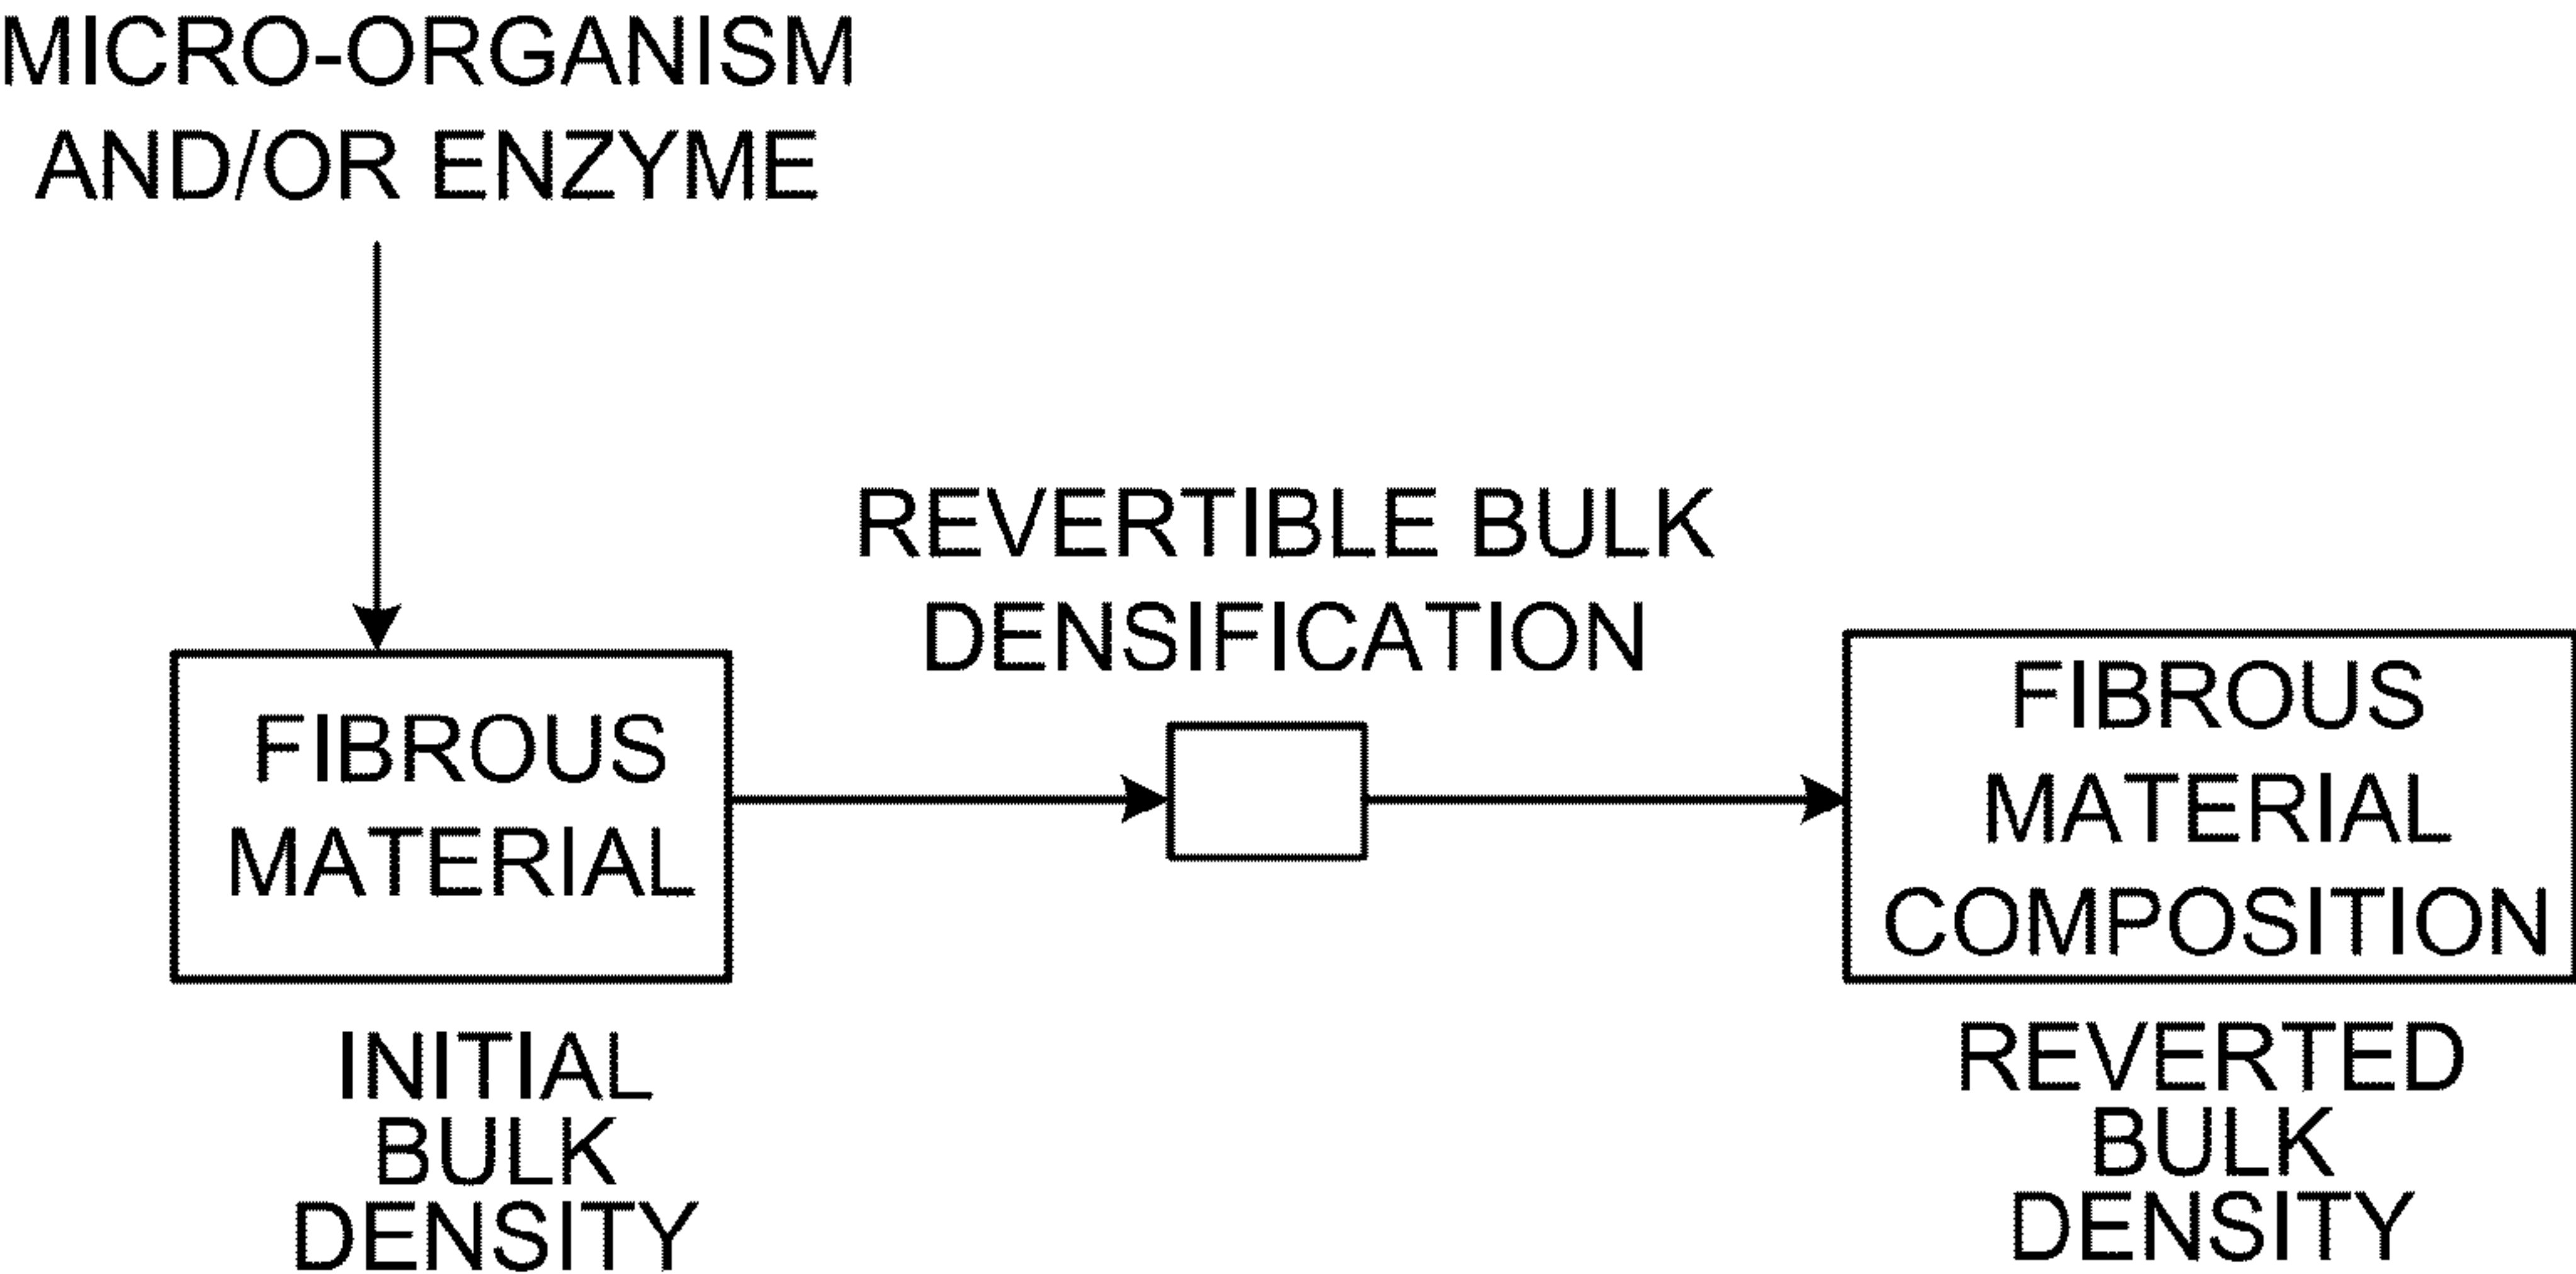 MICRO-ORGANISM
AND/OR ENZYME
REVERTIBLE BULK
DENSIFICATION
FIBROUS
MATERIAL
FIBROUS
MATERIAL
COMPOSITION
INITIAL
BULK
DENSITY
REVERTED
BULK
DENSITY